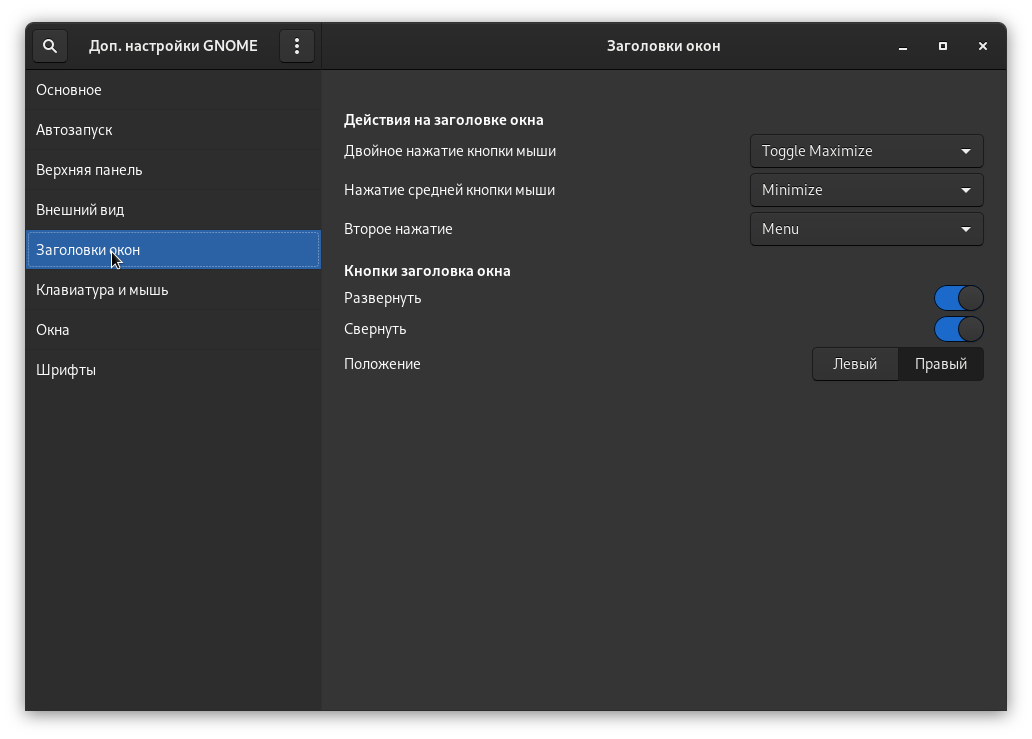 Доп. настройки GNOME
Заголовки окон
Основное
Автозапуск
Верхняя панель
Внешний вид
Заголовки окон
Клавиатура и мышь
Окна
Шрифты
Действия на заголовке окна
Двойное нажатие кнопки мыши Toggle Maximize
Нажатие средней кнопки мыши Minimize
Второе нажатие Menu
Кнопки заголовка окна
Развернуть
Свернуть
Положение Левый Правый